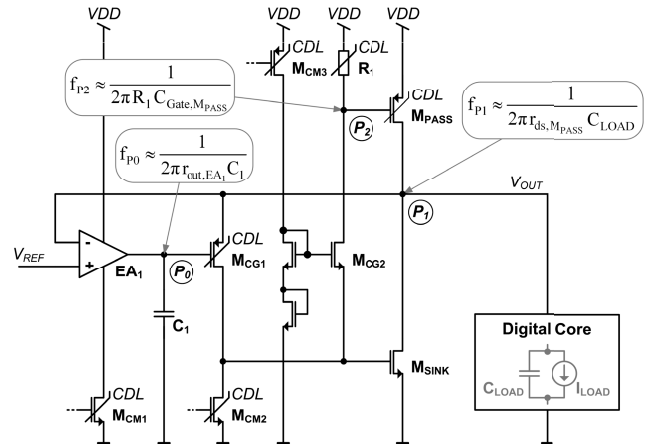 VDD VDD VDD VDD
CDL CDL CDL
M_CM3 R_1 M_PASS
f_P2 ≈ 1 / (2πR_1 C_Gate,M_PASS)
P_2
f_P1 ≈ 1 / (2πr_ds,M_PASS C_LOAD)
f_P0 ≈ 1 / (2πr_out,EA_1 C_1)
V_OUT
P_1
-
CDL
V_REF
+
EA_1 P_0 M_CG1 M_CG2
C_1
Digital Core
M_SINK
C_LOAD I_LOAD
CDL CDL
M_CM1 M_CM2